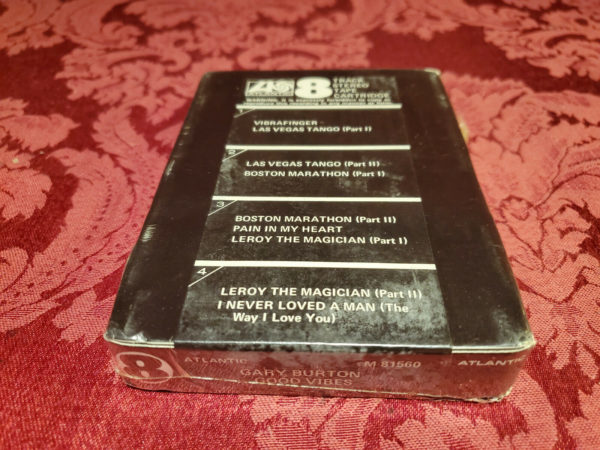 8
TRACK
STEREO
TAPE
CARTRIDGE
1
VIBRAFINGER
LAS VEGAS TANGO (Part I)
2
LAS VEGAS TANGO (Part II)
BOSTON MARATHON (Part I)
3
BOSTON MARATHON (Part II)
PAIN IN MY HEART
LEROY THE MAGICIAN (Part I)
4
LEROY THE MAGICIAN (Part II)
I NEVER LOVED A MAN (The
Way I Love You)
8 ATLANTIC M 81560 ATLANTIC
GARY BURTON
GOOD VIBES